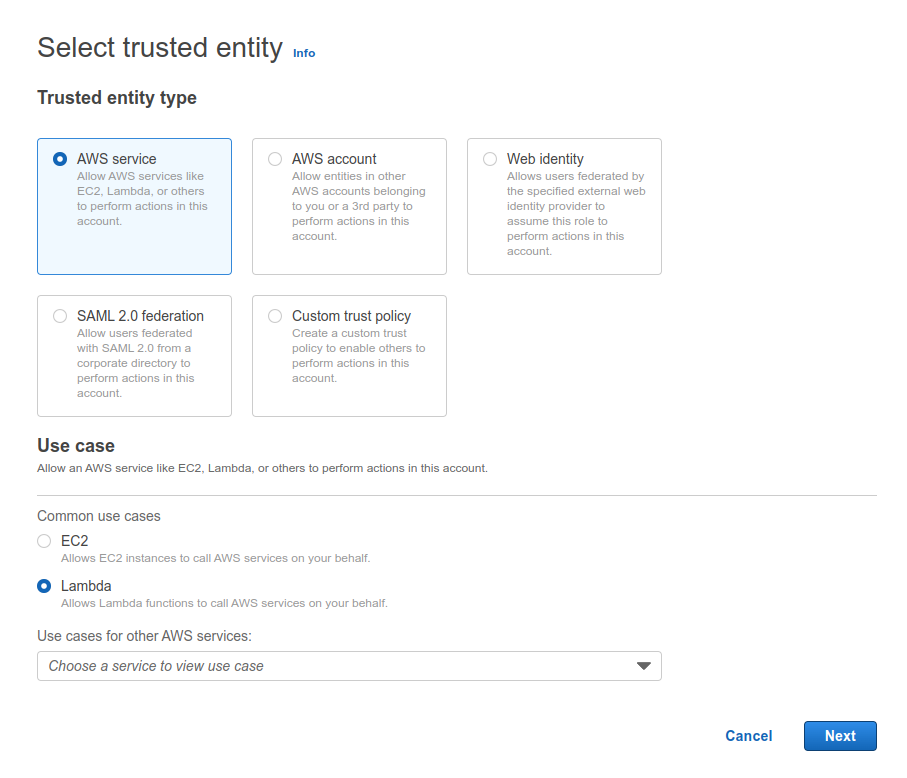 Select trusted entity Info
Trusted entity type
AWS service
Allow AWS services like
EC2, Lambda, or others
to perform actions in this
account.
AWS account
Allow entities in other
AWS accounts belonging
to you or a 3rd party to
perform actions in this
account.
Web identity
Allows users federated by
the specified external web
identity provider to
assume this role to
perform actions in this
account.
SAML 2.0 federation
Allow users federated
with SAML 2.0 from a
corporate directory to
perform actions in this
account.
Custom trust policy
Create a custom trust
policy to enable others to
perform actions in this
account.
Use case
Allow an AWS service like EC2, Lambda, or others to perform actions in this account.
Common use cases
EC2
Allows EC2 instances to call AWS services on your behalf.
Lambda
Allows Lambda functions to call AWS services on your behalf.
Use cases for other AWS services:
Choose a service to view use case
Cancel
Next